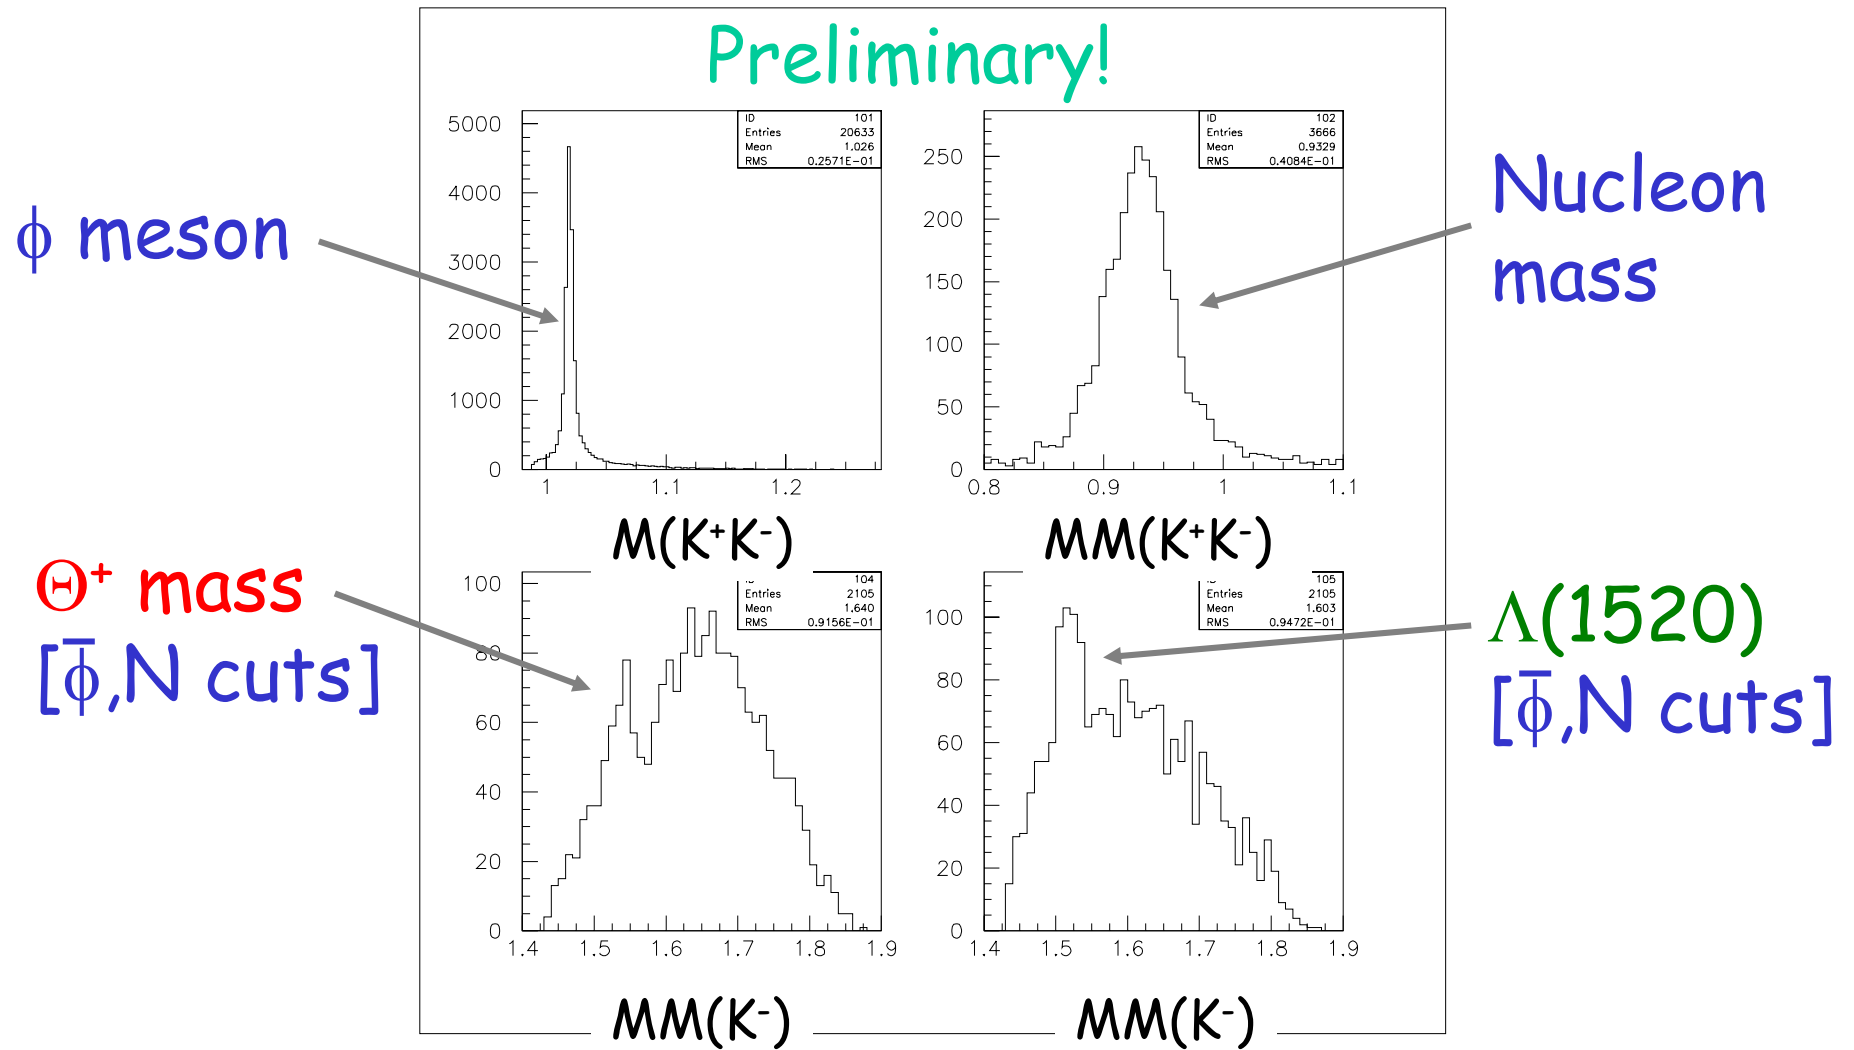 Preliminary!
ID 101
Entries 20633
Mean 1.026
RMS 0.2571E-01
5000
4000
3000
2000
1000
0
1 1.1 1.2
M(K⁺K⁻)
ID 102
Entries 3666
Mean 0.9329
RMS 0.4084E-01
250
200
150
100
50
0
0.8 0.9 1 1.1
MM(K⁺K⁻)
ϕ meson
Nucleon
mass
Θ⁺ mass
[ϕ̅,N cuts]
104
Entries 2105
Mean 1.640
RMS 0.9156E-01
100
80
60
40
20
0
1.4 1.5 1.6 1.7 1.8 1.9
MM(K⁻)
105
Entries 2105
Mean 1.603
RMS 0.9472E-01
100
80
60
40
20
0
1.4 1.5 1.6 1.7 1.8 1.9
MM(K⁻)
Λ(1520)
[ϕ̅,N cuts]